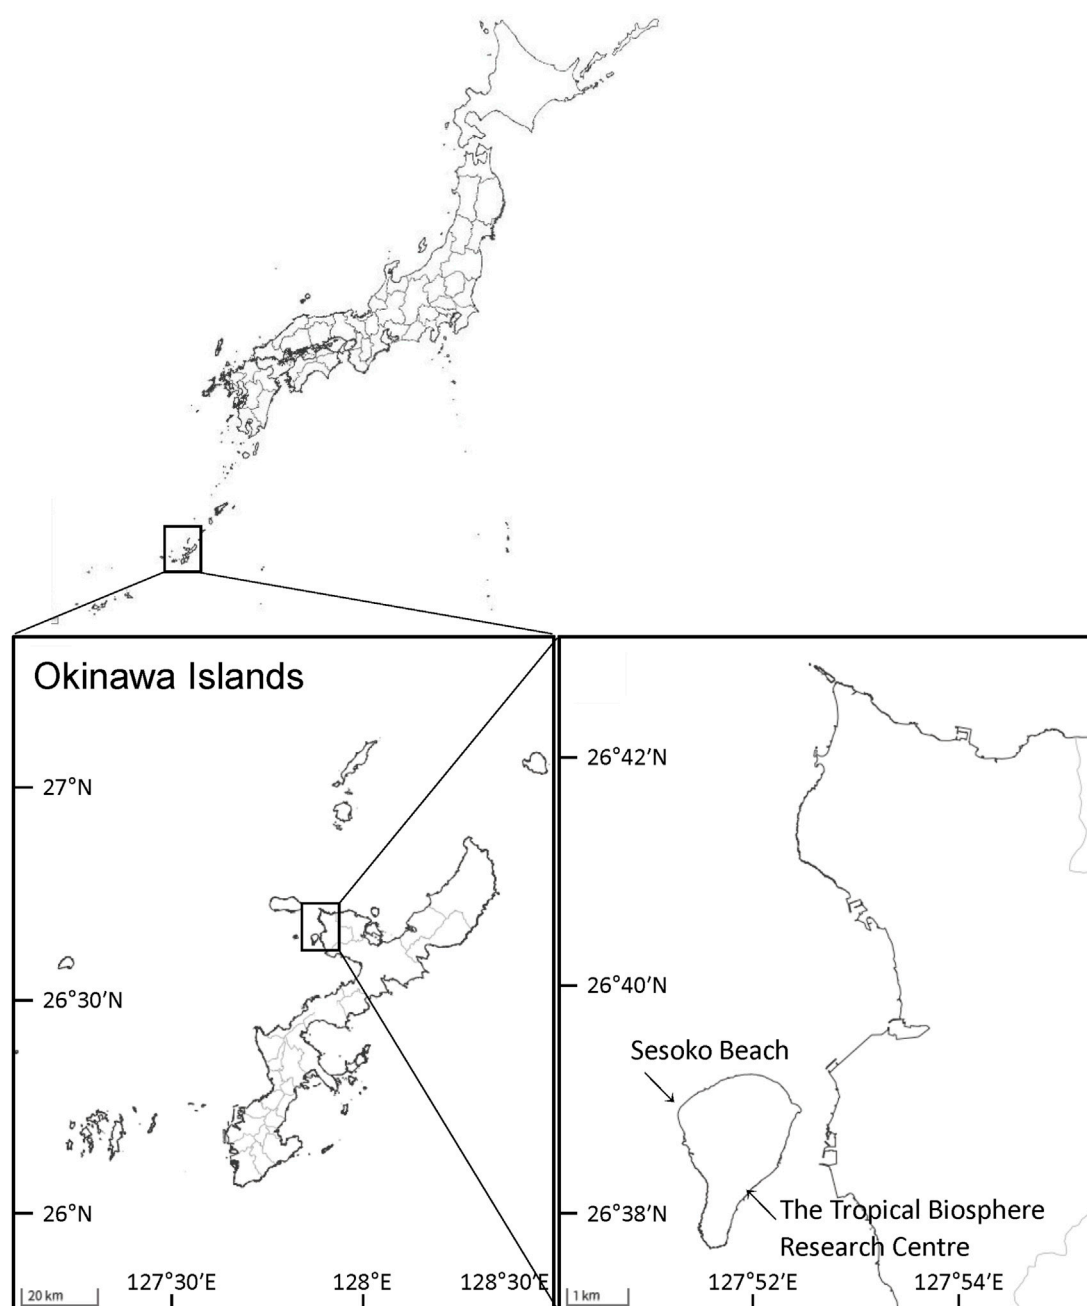 Okinawa Islands
27°N
26°30′N
26°N
127°30′E
128°E
128°30′E
20 km
26°42′N
26°40′N
Sesoko Beach
26°38′N
The Tropical Biosphere
Research Centre
127°52′E
127°54′E
1 km